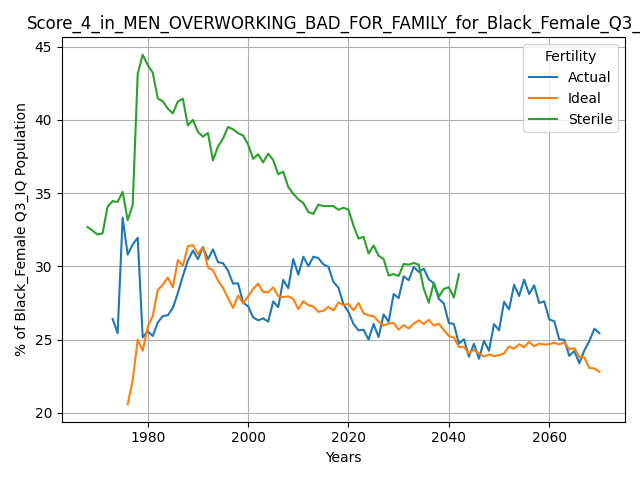 Score_4_in_MEN_OVERWORKING_BAD_FOR_FAMILY_for_Black_Female_Q3_
45
40
35
30
25
20
% of Black_Female Q3_IQ Population
Fertility
Actual
Ideal
Sterile
1980
2000
2020
2040
2060
Years